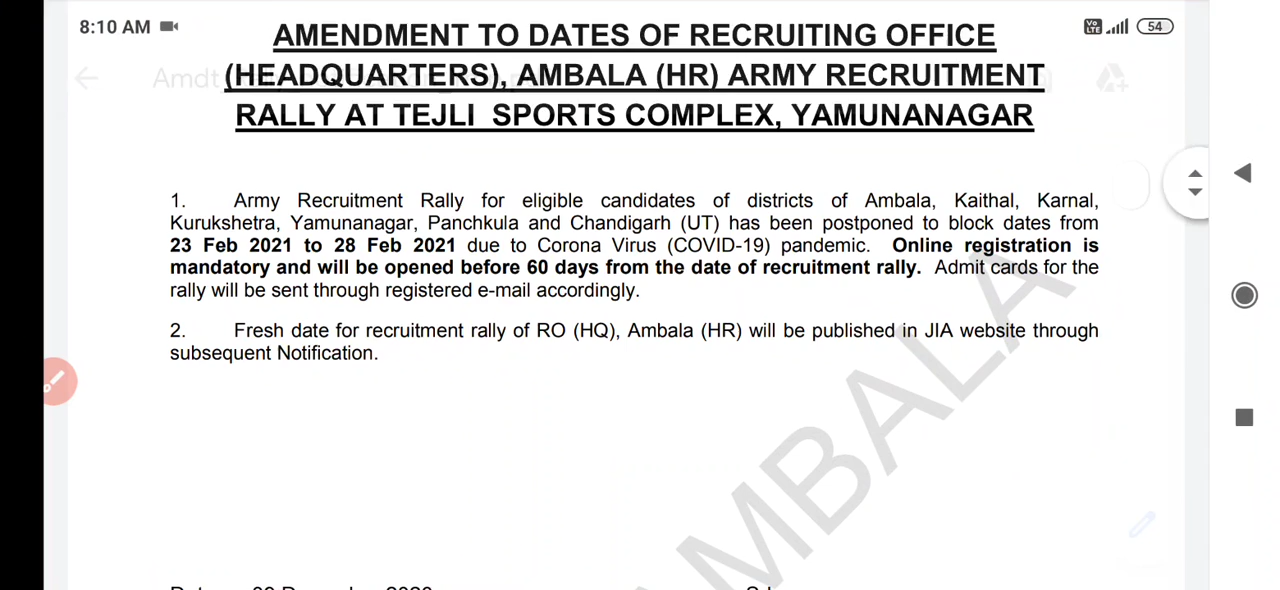 8:10 AM
Vo LTE
54
AMENDMENT TO DATES OF RECRUITING OFFICE
(HEADQUARTERS), AMBALA (HR) ARMY RECRUITMENT
RALLY AT TEJLI SPORTS COMPLEX, YAMUNANAGAR
1. Army Recruitment Rally for eligible candidates of districts of Ambala, Kaithal, Karnal,
Kurukshetra, Yamunanagar, Panchkula and Chandigarh (UT) has been postponed to block dates from
23 Feb 2021 to 28 Feb 2021 due to Corona Virus (COVID-19) pandemic. Online registration is
mandatory and will be opened before 60 days from the date of recruitment rally. Admit cards for the
rally will be sent through registered e-mail accordingly.
2. Fresh date for recruitment rally of RO (HQ), Ambala (HR) will be published in JIA website through
subsequent Notification.
AMBALA